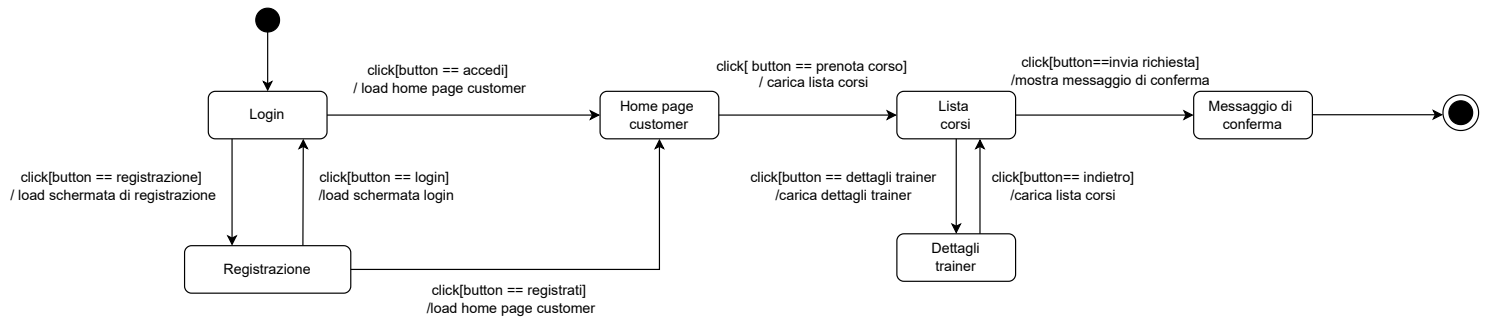 click[button == accedi]
/ load home page customer
click[ button == prenota corso]
/ carica lista corsi
click[button==invia richiesta]
/mostra messaggio di conferma
Login
Home page
customer
Lista
corsi
Messaggio di
conferma
click[button == registrazione]
/ load schermata di registrazione
click[button == login]
/load schermata login
click[button == dettagli trainer
/carica dettagli trainer
click[button== indietro]
/carica lista corsi
Registrazione
Dettagli
trainer
click[button == registrati]
/load home page customer